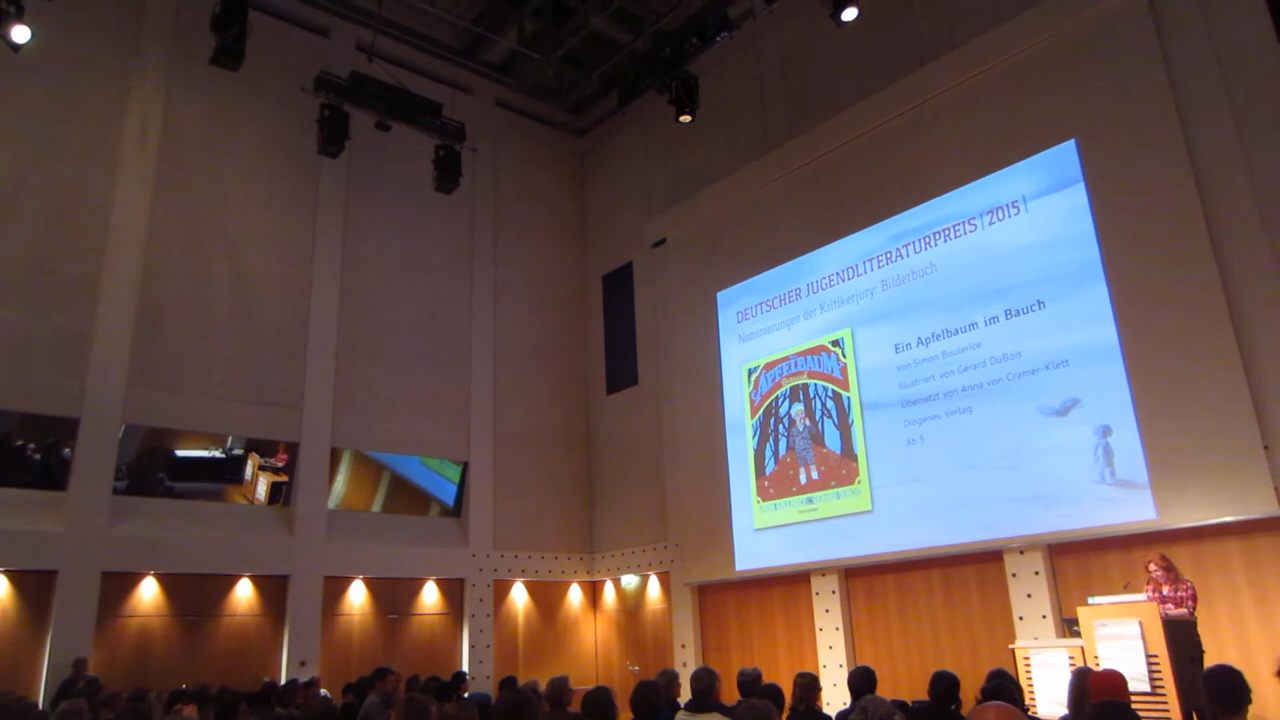 DEUTSCHER JUGENDLITERATURPREIS | 2015 |
Nominierungen der Kritikerjury: Bilderbuch
Ein Apfelbaum im Bauch
Von Simon Boulerice
Illustriert von Gérard DuBois
Übersetzt von Anna von Cramer-Klett
Diogenes Verlag
Ab 5
APFELBAUM